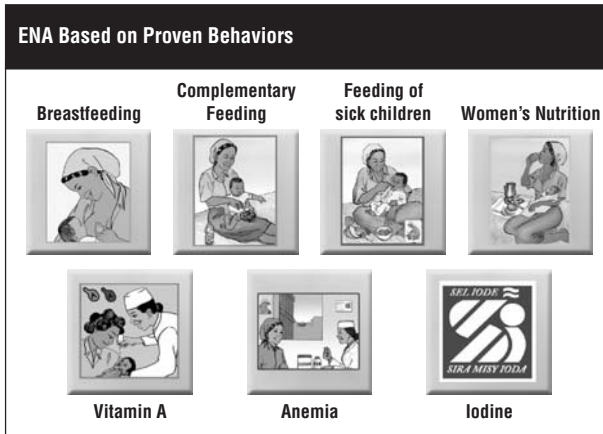 ENA Based on Proven Behaviors
Breastfeeding
Complementary
Feeding
Feeding of
sick children
Women's Nutrition
SEL IODE
SIRA MISY IODA
Vitamin A
Anemia
Iodine